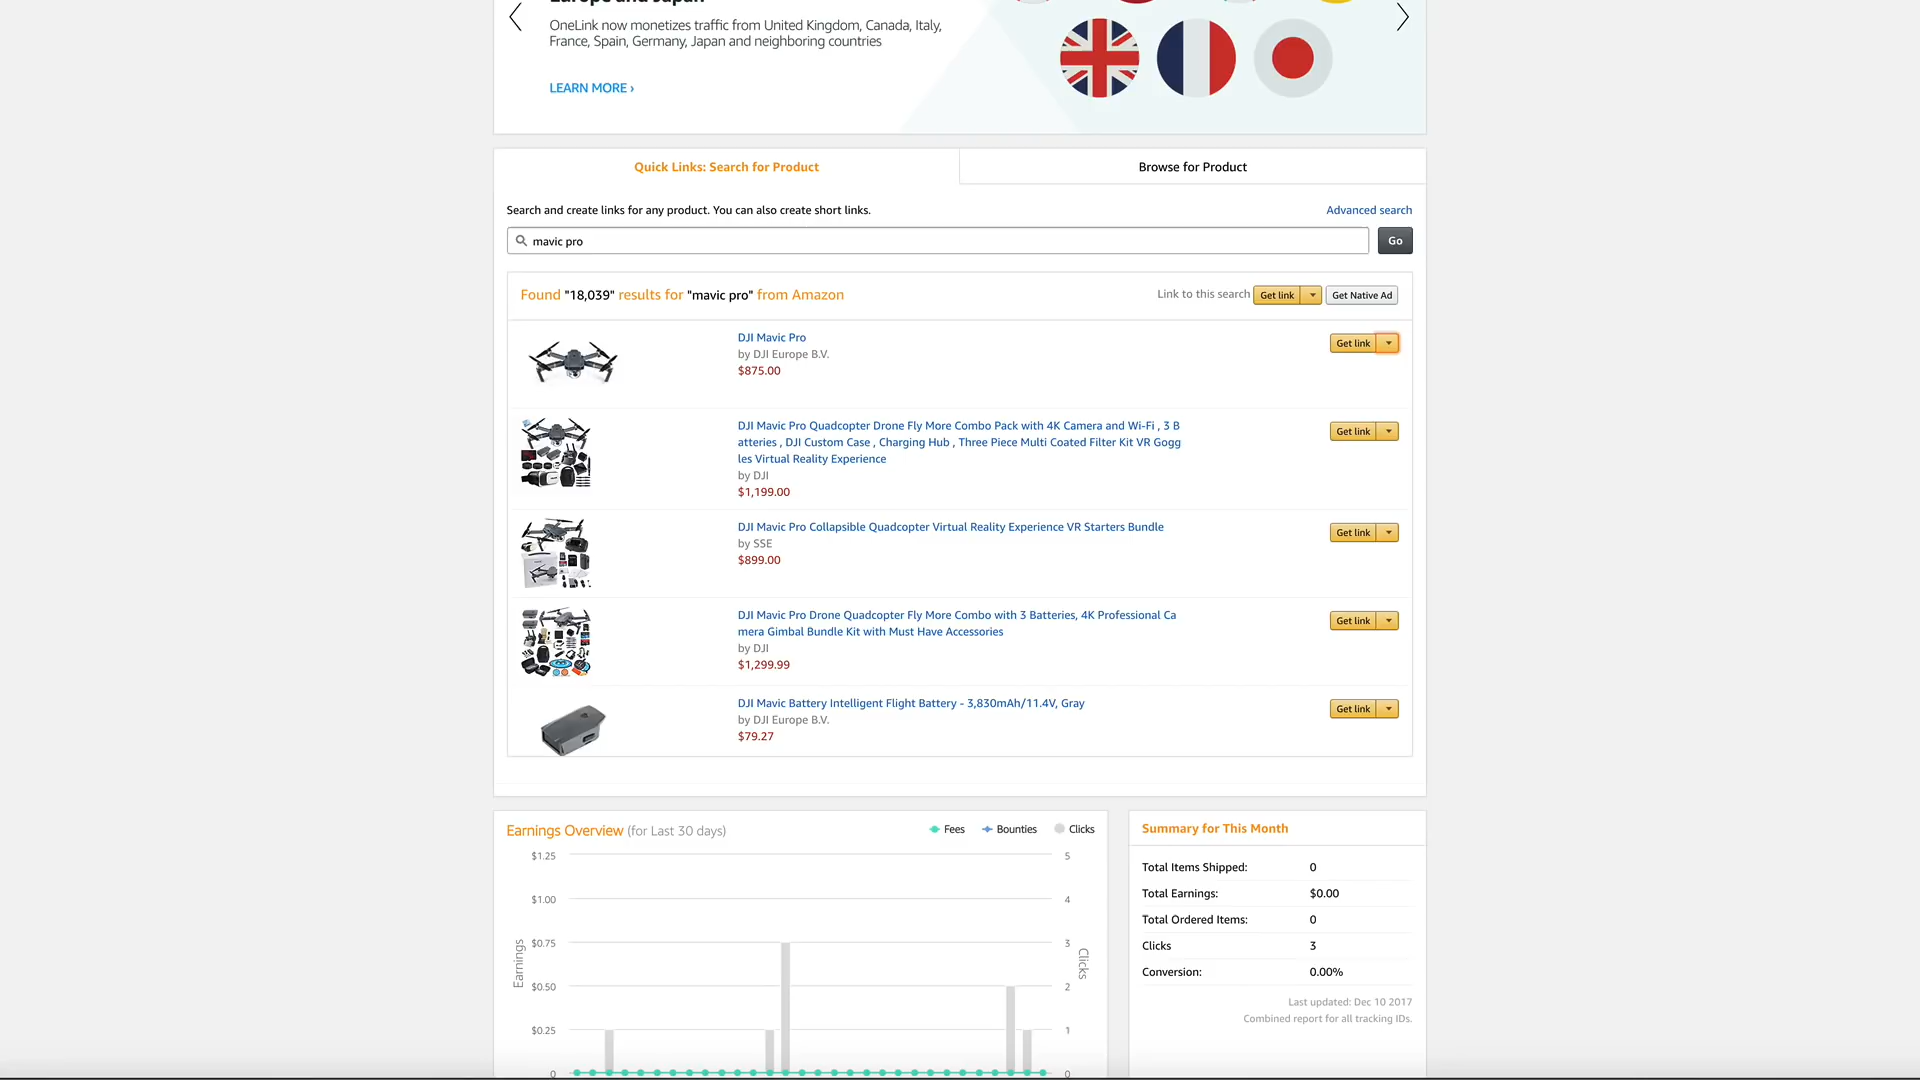 OneLink now monetizes traffic from United Kingdom, Canada, Italy,
France, Spain, Germany, Japan and neighboring countries
LEARN MORE ›
Quick Links: Search for Product
Browse for Product
Search and create links for any product. You can also create short links.
Advanced search
mavic pro
Go
Found "18,039" results for "mavic pro" from Amazon
Link to this search
Get link
Get Native Ad
DJI Mavic Pro
by DJI Europe B.V.
$875.00
Get link
DJI Mavic Pro Quadcopter Drone Fly More Combo Pack with 4K Camera and Wi-Fi , 3 B
atteries , DJI Custom Case , Charging Hub , Three Piece Multi Coated Filter Kit VR Gogg
les Virtual Reality Experience
by DJI
$1,199.00
Get link
DJI Mavic Pro Collapsible Quadcopter Virtual Reality Experience VR Starters Bundle
by SSE
$899.00
Get link
DJI Mavic Pro Drone Quadcopter Fly More Combo with 3 Batteries, 4K Professional Ca
mera Gimbal Bundle Kit with Must Have Accessories
by DJI
$1,299.99
Get link
DJI Mavic Battery Intelligent Flight Battery - 3,830mAh/11.4V, Gray
by DJI Europe B.V.
$79.27
Get link
Earnings Overview (for Last 30 days)
Fees
Bounties
Clicks
$1.25
$1.00
$0.75
$0.50
$0.25
0
Earnings
5
4
3
2
1
0
Clicks
Summary for This Month
Total Items Shipped: 0
Total Earnings: $0.00
Total Ordered Items: 0
Clicks 3
Conversion: 0.00%
Last updated: Dec 10 2017
Combined report for all tracking IDs.